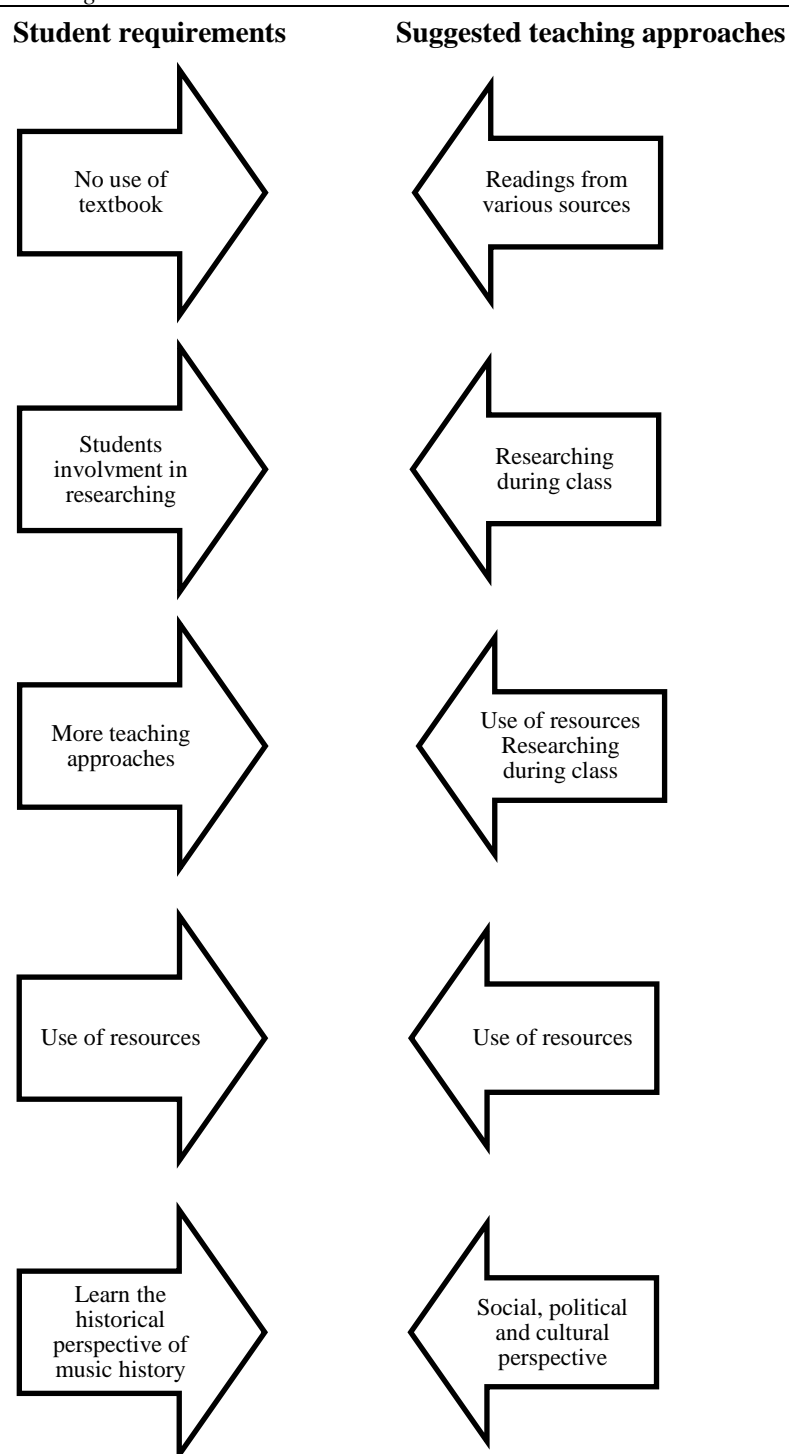 Student requirements
Suggested teaching approaches
No use of
textbook
Readings from
various sources
Students
involvment in
researching
Researching
during class
More teaching
approaches
Use of resources
Researching
during class
Use of resources
Use of resources
Learn the
historical
perspective of
music history
Social, political
and cultural
perspective